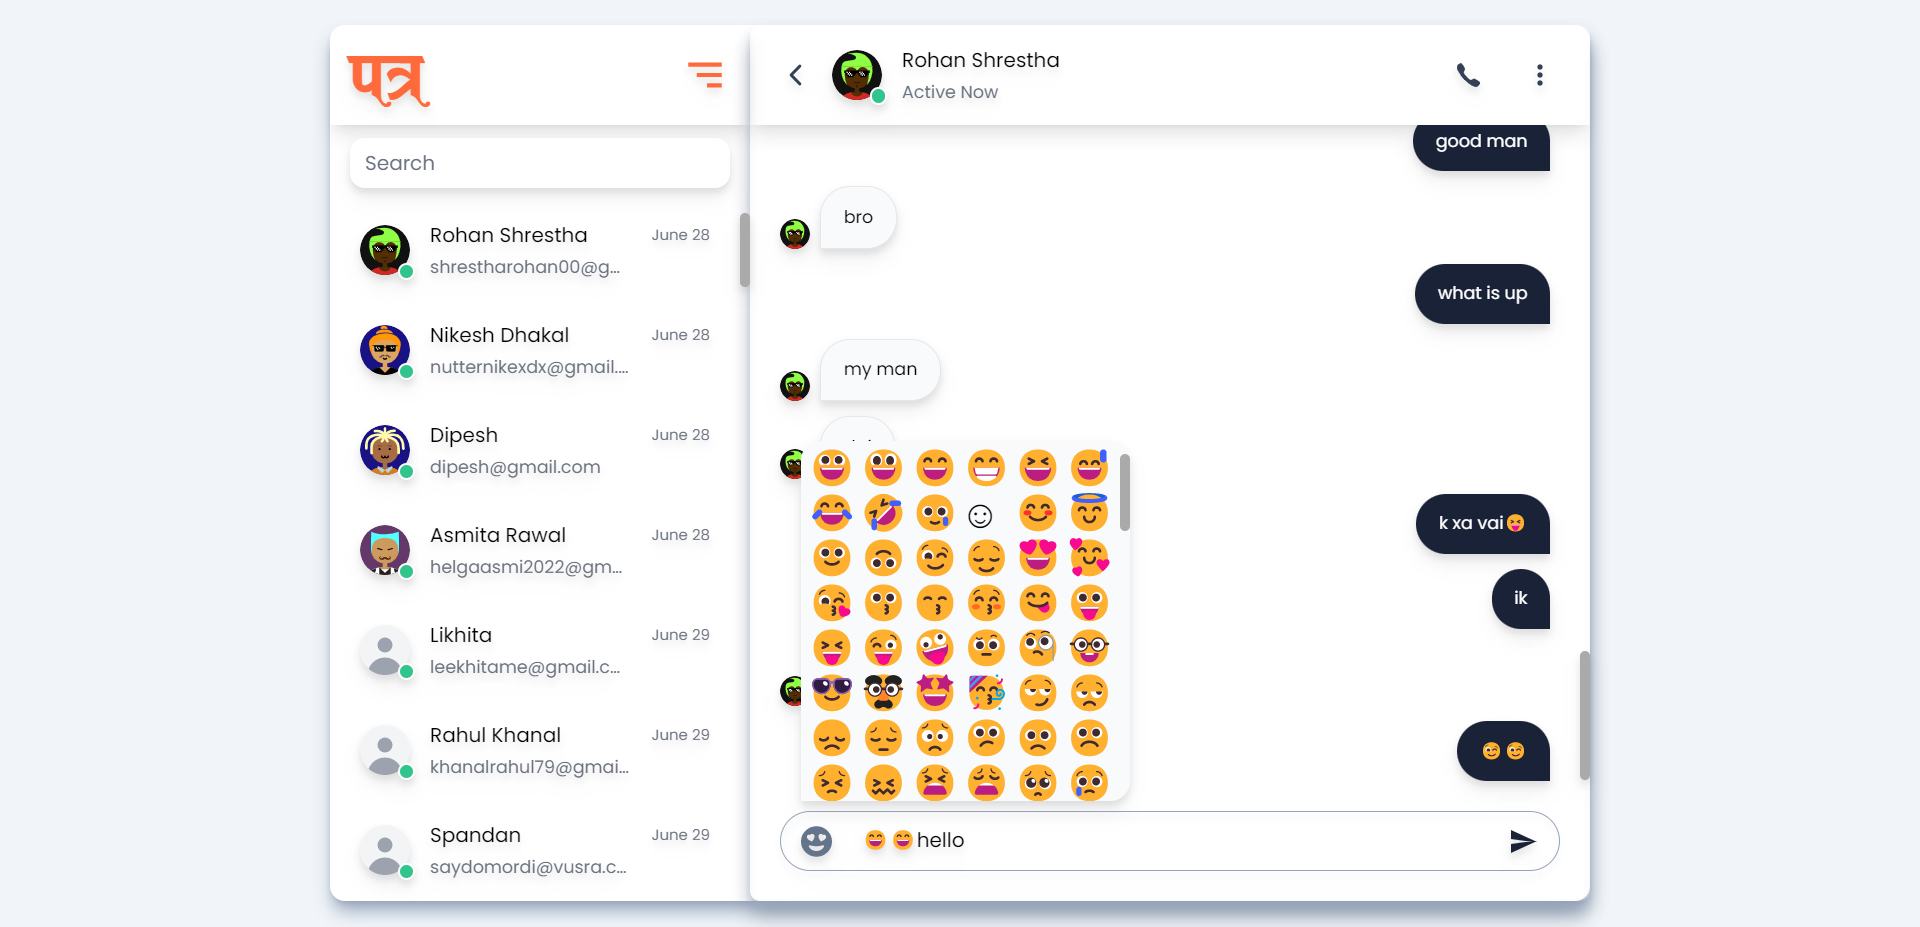 पत्र
Search
Rohan Shrestha
June 28
shrestharohan00@g...
Nikesh Dhakal
June 28
nutternikexdx@gmail....
Dipesh
June 28
dipesh@gmail.com
Asmita Rawal
June 28
helgaasmi2022@gm...
Likhita
June 29
leekhitame@gmail.c...
Rahul Khanal
June 29
khanalrahul79@gmai...
Spandan
June 29
saydomordi@vusra.c...
Rohan Shrestha
Active Now
good man
bro
what is up
my man
k xa vai😝
ik
😉😉
😄😄hello